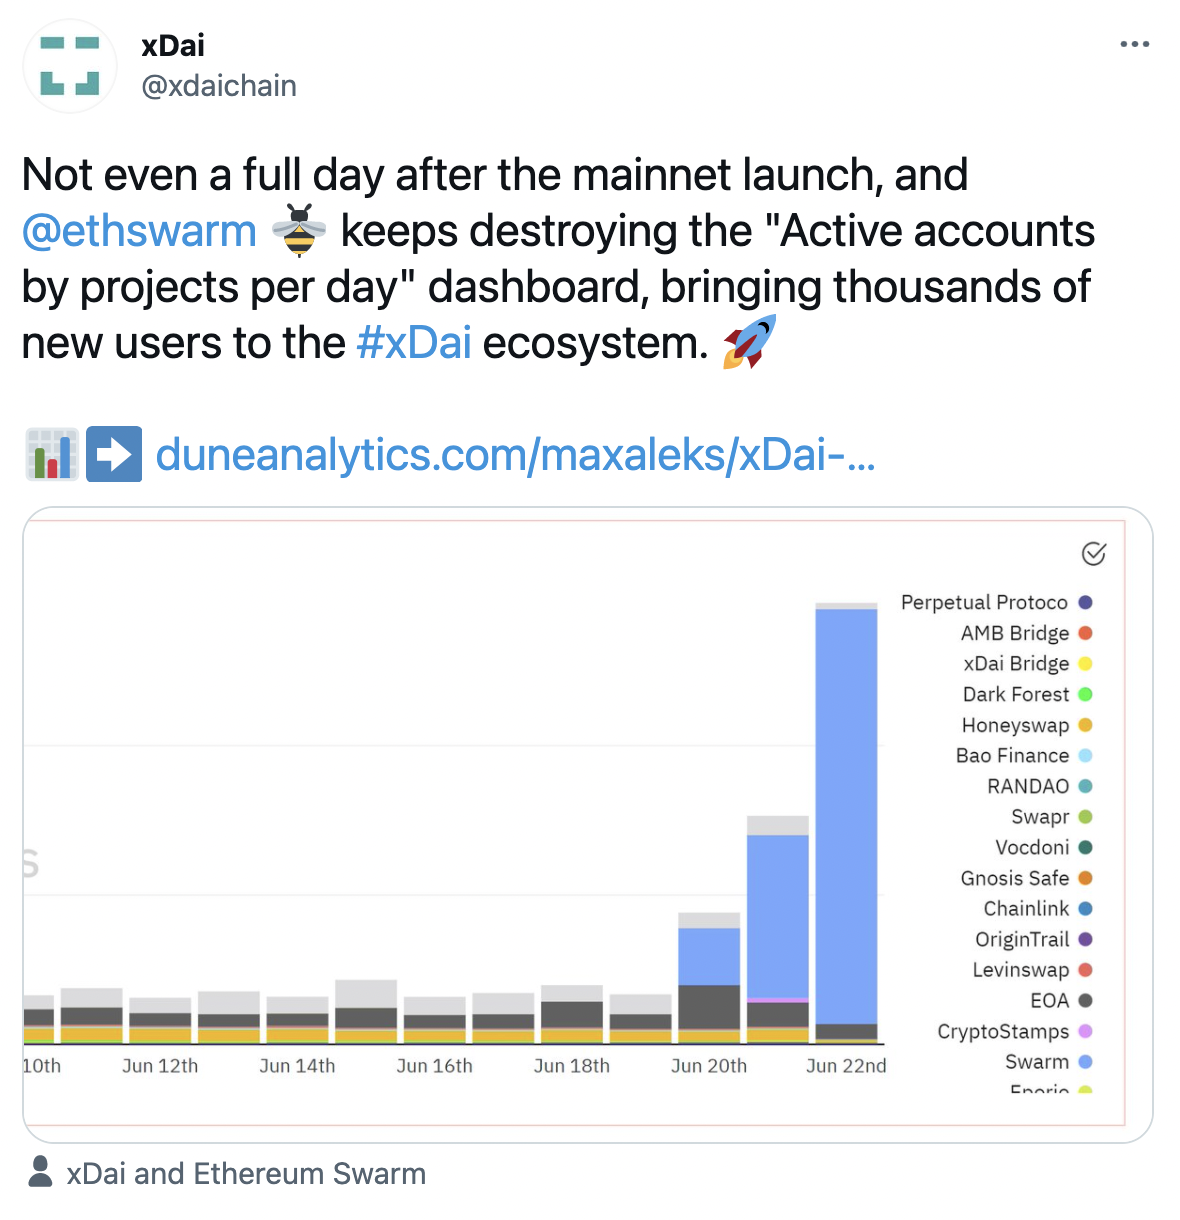 xDai
@xdaichain
Not even a full day after the mainnet launch, and
@ethswarm 🐝 keeps destroying the "Active accounts
by projects per day" dashboard, bringing thousands of
new users to the #xDai ecosystem. 🚀
📊➡️ duneanalytics.com/maxaleks/xDai-...
Perpetual Protoco
AMB Bridge
xDai Bridge
Dark Forest
Honeyswap
Bao Finance
RANDAO
Swapr
Vocdoni
Gnosis Safe
Chainlink
OriginTrail
Levinswap
EOA
CryptoStamps
Swarm
s
10th Jun 12th Jun 14th Jun 16th Jun 18th Jun 20th Jun 22nd
xDai and Ethereum Swarm